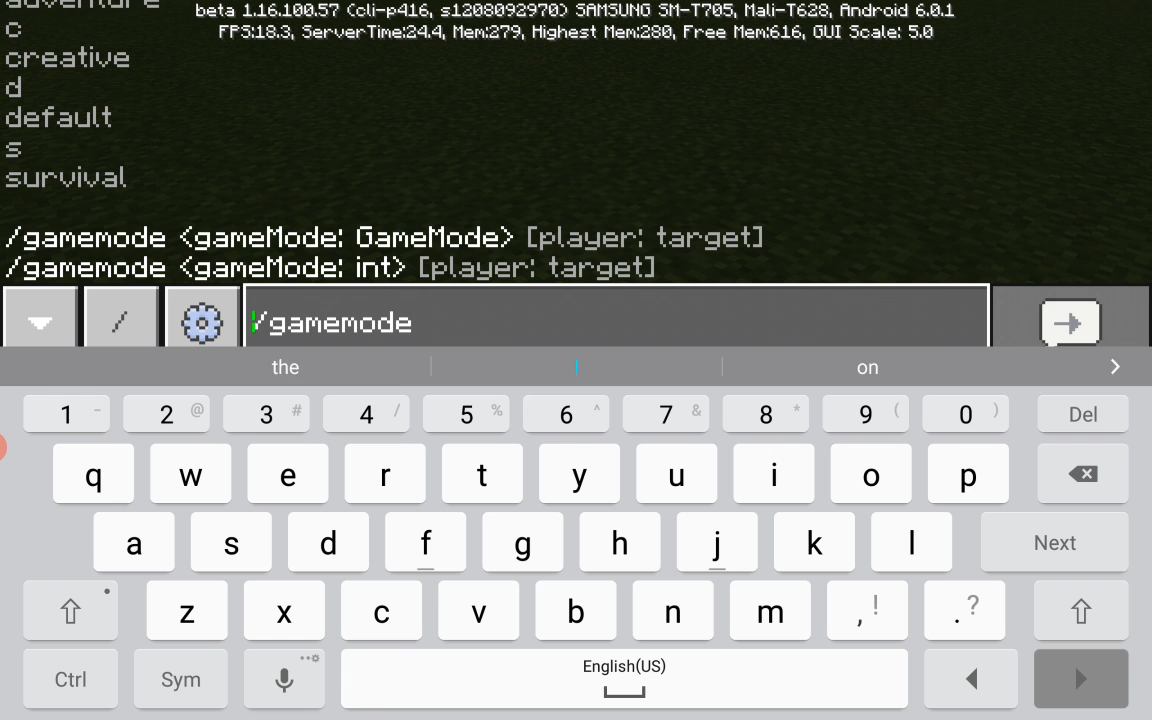 adventure
beta 1.16.100.57 (cli-p416, s1208092970) SAMSUNG SM-T705, Mali-T628, Android 6.0.1
FPS:18.3, ServerTime:24.4, Mem:279, Highest Mem:280, Free Mem:616, GUI Scale: 5.0
c
creative
d
default
s
survival
/gamemode <gameMode: GameMode> [player: target]
/gamemode <gameMode: int> [player: target]
/ /gamemode
the I on
1 - 2 @ 3 # 4 / 5 % 6 ^ 7 & 8 * 9 ( 0 ) Del
q w e r t y u i o p
a s d f g h j k l Next
z x c v b n m , ! . ?
Ctrl Sym English(US)